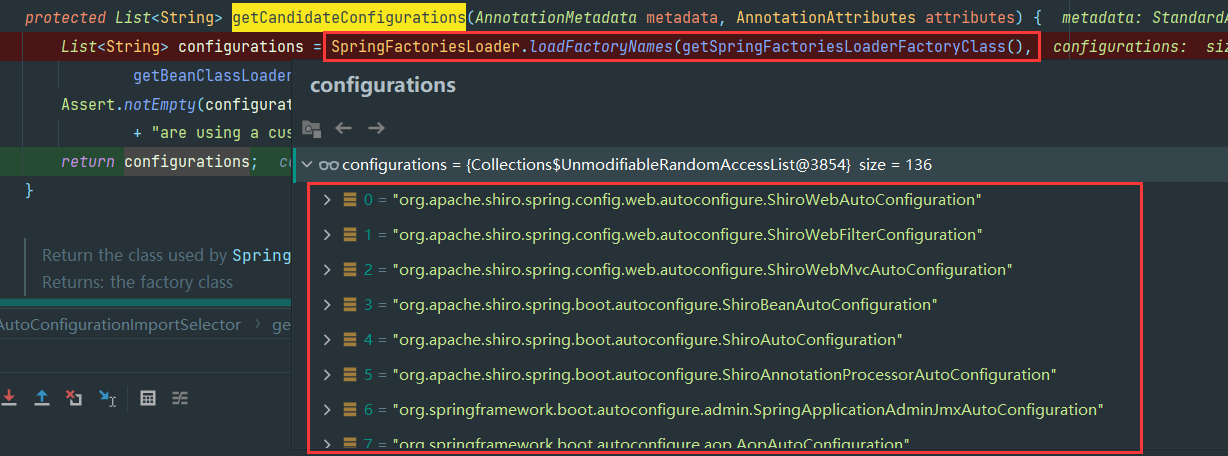 protected List<String> getCandidateConfigurations(AnnotationMetadata metadata, AnnotationAttributes attributes) { metadata: StandardA
List<String> configurations = SpringFactoriesLoader.loadFactoryNames(getSpringFactoriesLoaderFactoryClass(), configurations: siz
getBeanClassLoader
Assert.notEmpty(configurat
+ "are using a cus
return configurations; co
}
Return the class used by Spring
Returns: the factory class
AutoConfigurationImportSelector > ge
configurations
configurations = {Collections$UnmodifiableRandomAccessList@3854} size = 136
0 = "org.apache.shiro.spring.config.web.autoconfigure.ShiroWebAutoConfiguration"
1 = "org.apache.shiro.spring.config.web.autoconfigure.ShiroWebFilterConfiguration"
2 = "org.apache.shiro.spring.config.web.autoconfigure.ShiroWebMvcAutoConfiguration"
3 = "org.apache.shiro.spring.boot.autoconfigure.ShiroBeanAutoConfiguration"
4 = "org.apache.shiro.spring.boot.autoconfigure.ShiroAutoConfiguration"
5 = "org.apache.shiro.spring.boot.autoconfigure.ShiroAnnotationProcessorAutoConfiguration"
6 = "org.springframework.boot.autoconfigure.admin.SpringApplicationAdminJmxAutoConfiguration"
7 = "org.springframework.boot.autoconfigure.aop.AopAutoConfiguration"